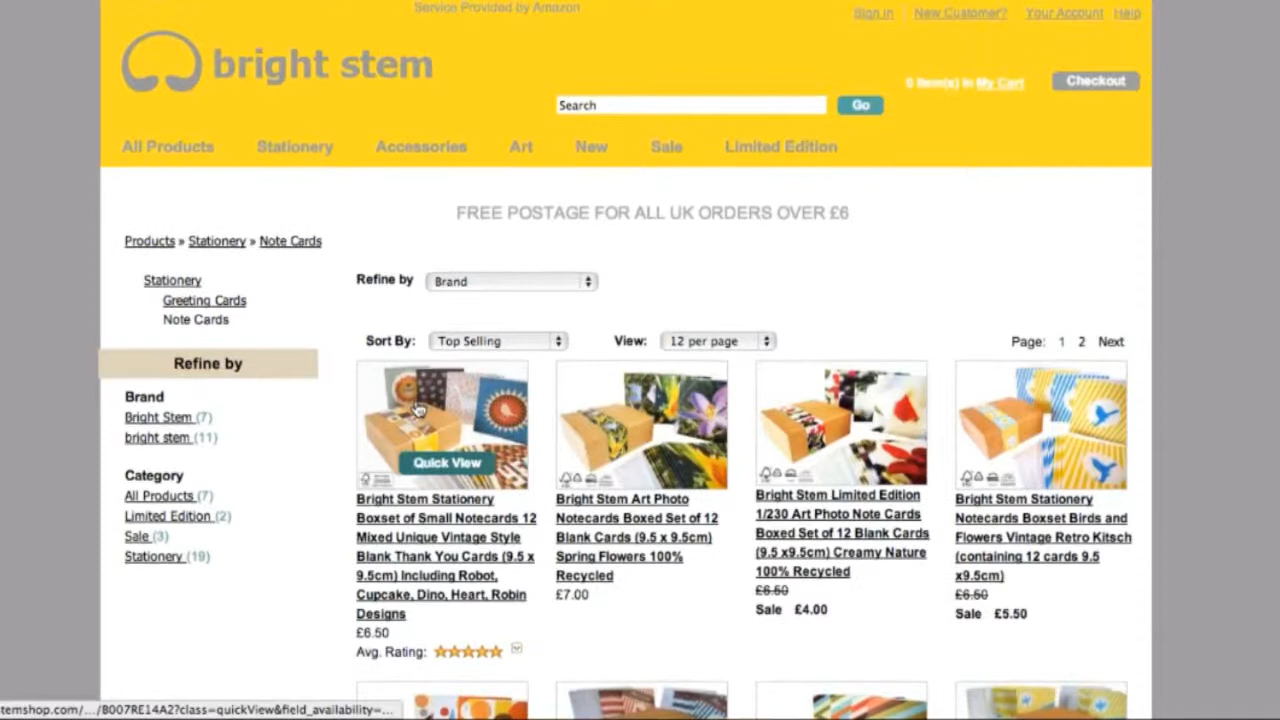 Service Provided by Amazon
Sign in | New Customer? Your Account Help
bright stem
0 item(s) in My Cart
Checkout
Search
Go
All Products Stationery Accessories Art New Sale Limited Edition
FREE POSTAGE FOR ALL UK ORDERS OVER £6
Products » Stationery » Note Cards
Stationery
Greeting Cards
Note Cards
Refine by
Brand
Bright Stem (7)
bright stem (11)
Category
All Products (7)
Limited Edition (2)
Sale (3)
Stationery (19)
Refine by Brand
Sort By: Top Selling View: 12 per page Page: 1 2 Next
Quick View
Bright Stem Stationery
Boxset of Small Notecards 12
Mixed Unique Vintage Style
Blank Thank You Cards (9.5 x
9.5cm) Including Robot,
Cupcake, Dino, Heart, Robin
Designs
£6.50
Avg. Rating:
Bright Stem Art Photo
Notecards Boxed Set of 12
Blank Cards (9.5 x 9.5cm)
Spring Flowers 100%
Recycled
£7.00
Bright Stem Limited Edition
1/230 Art Photo Note Cards
Boxed Set of 12 Blank Cards
(9.5 x9.5cm) Creamy Nature
100% Recycled
£6.50
Sale £4.00
Bright Stem Stationery
Notecards Boxset Birds and
Flowers Vintage Retro Kitsch
(containing 12 cards 9.5
x9.5cm)
£6.50
Sale £5.50
temshop.com/.../B007RE14A2?class=quickView&field_availability=...